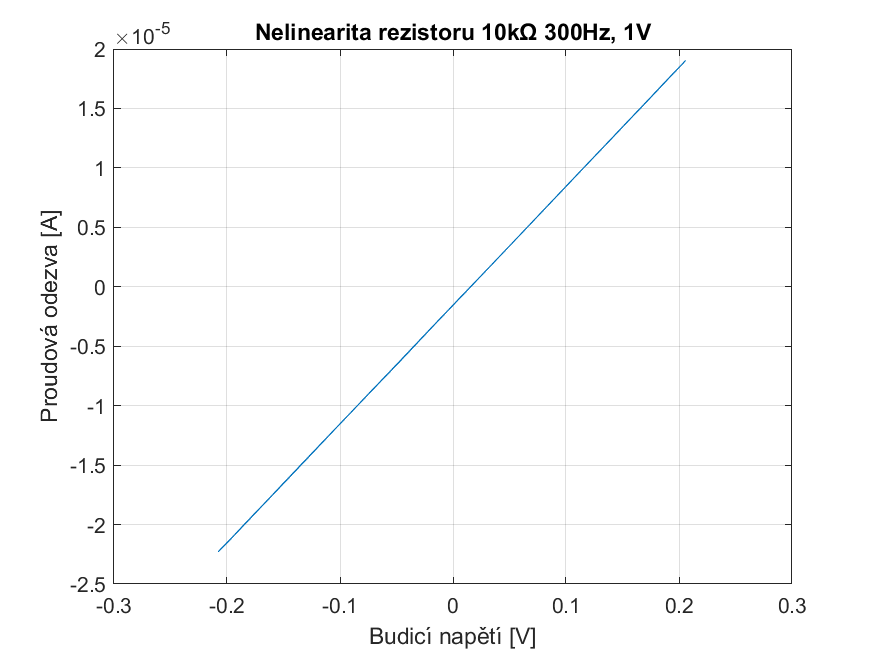 Nelinearita rezistoru 10kΩ 300Hz, 1V
×10-5
2
1.5
1
0.5
0
-0.5
-1
-1.5
-2
-2.5
Proudová odezva [A]
-0.3 -0.2 -0.1 0 0.1 0.2 0.3
Budicí napětí [V]